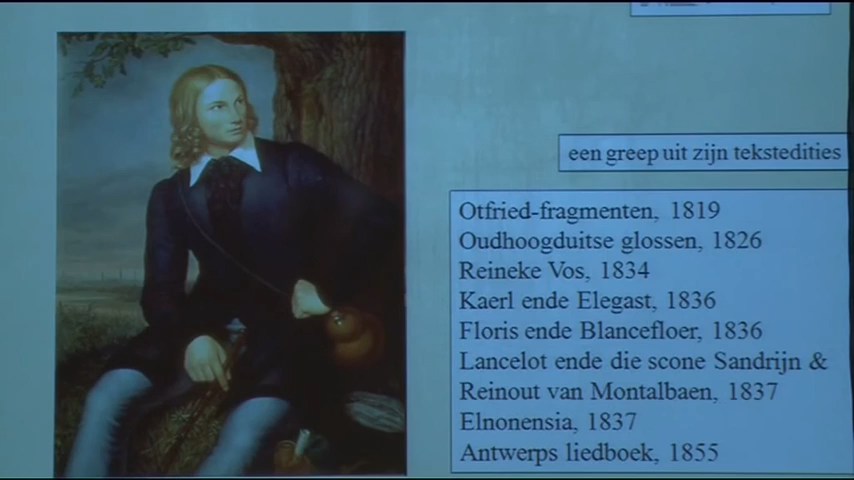 een greep uit zijn tekstedities
Otfried-fragmenten, 1819
Oudhoogduitse glossen, 1826
Reineke Vos, 1834
Kaerl ende Elegast, 1836
Floris ende Blancefloer, 1836
Lancelot ende die scone Sandrijn &
Reinout van Montalbaen, 1837
Elnonensia, 1837
Antwerps liedboek, 1855